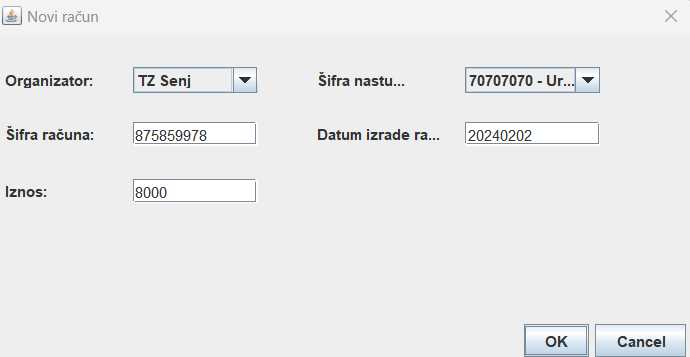 Novi račun
Organizator: TZ Senj Šifra nastu... 70707070 - Ur...
Šifra računa: 875859978 Datum izrade ra... 20240202
Iznos: 8000
OK Cancel